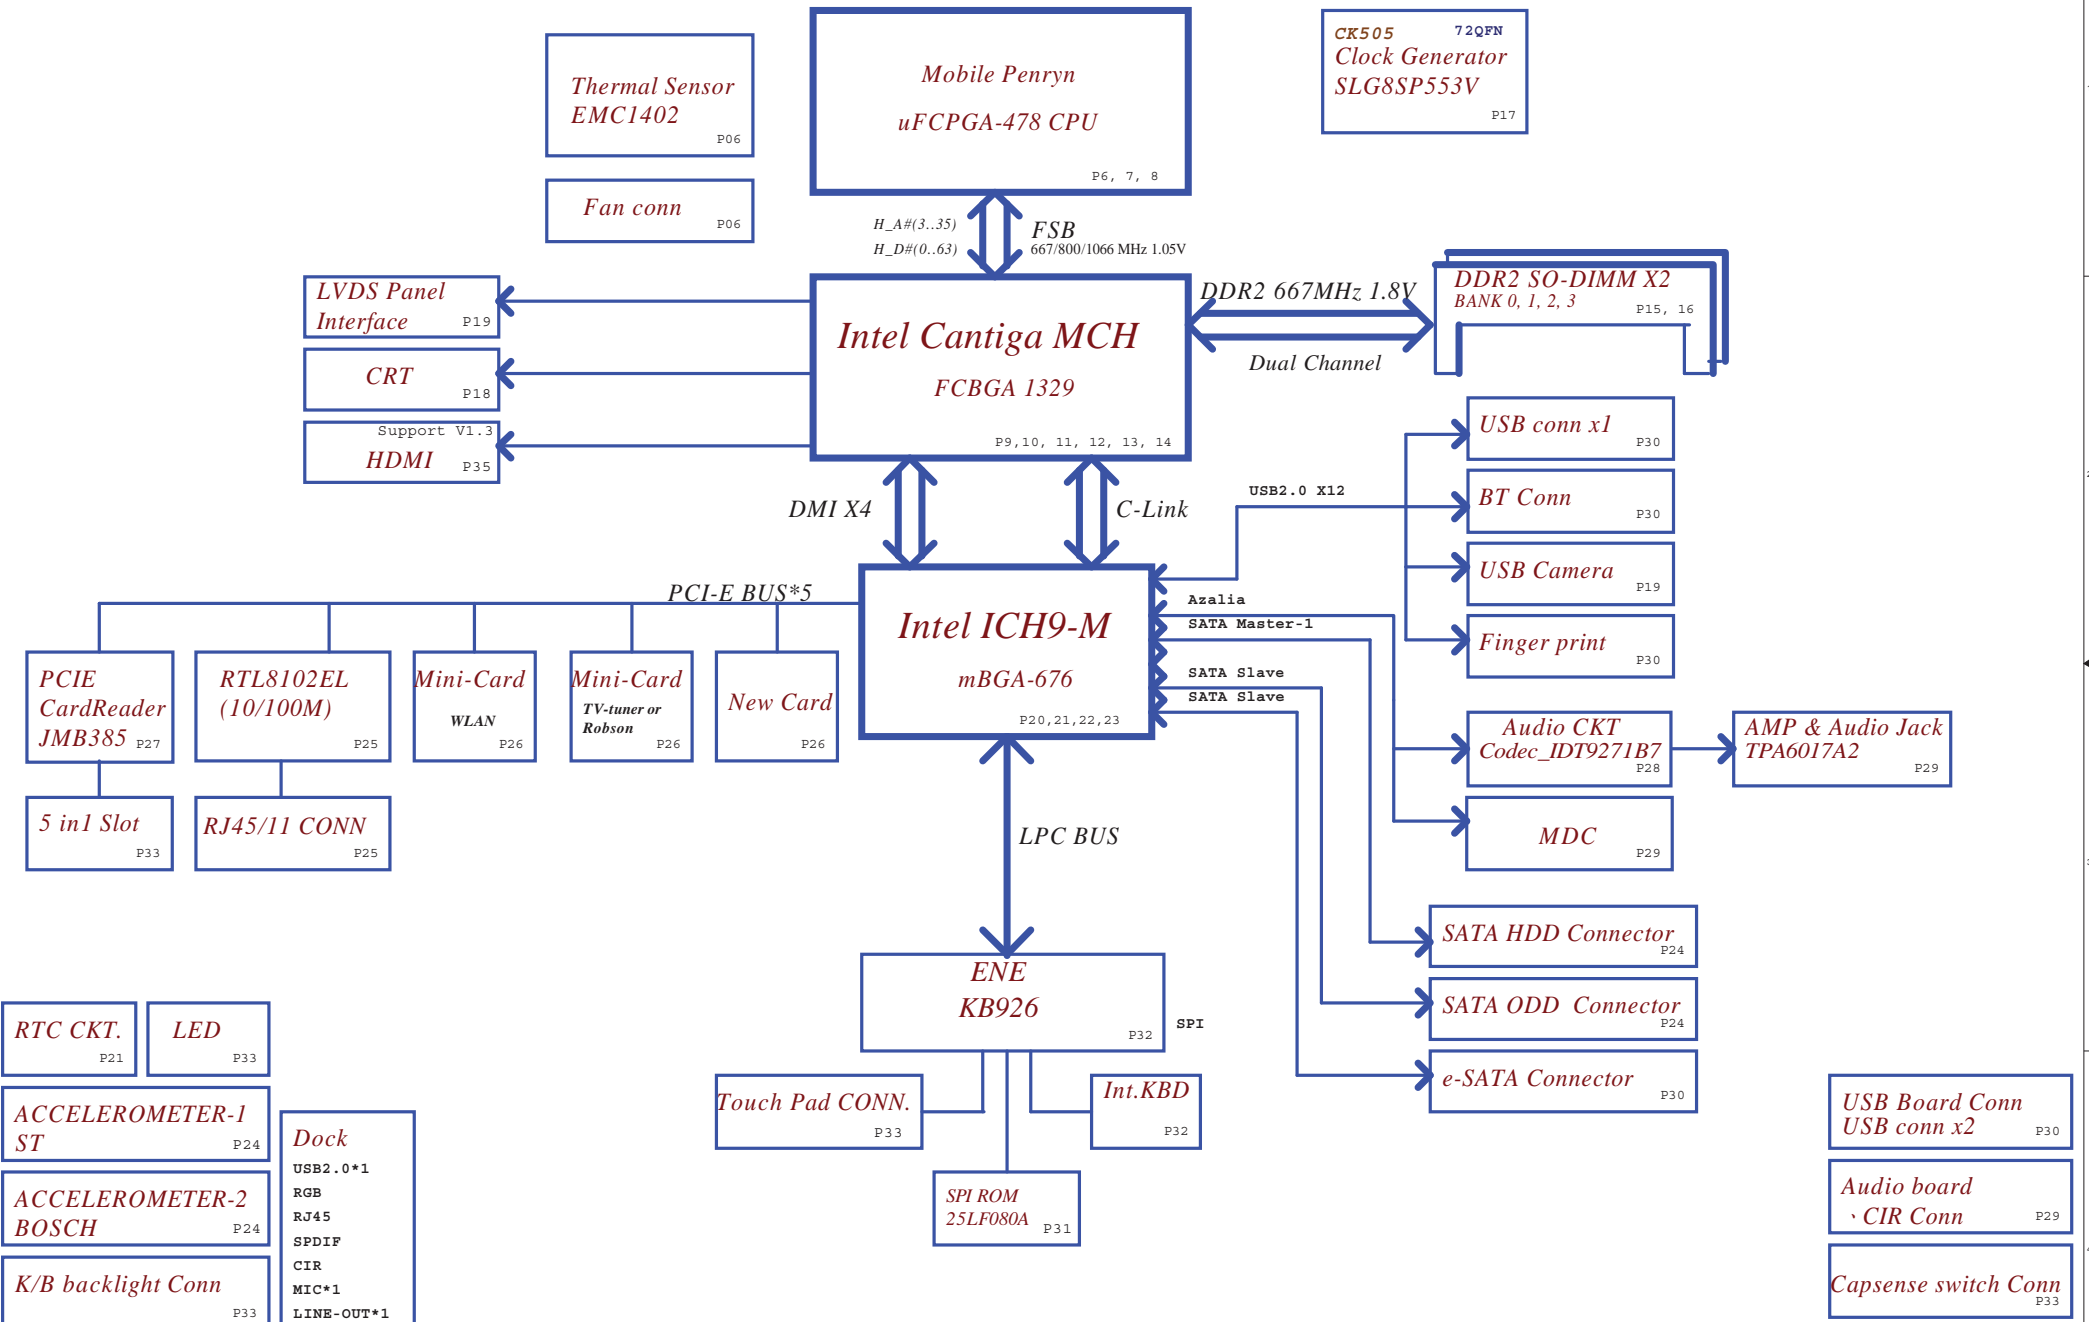 CK505 72QFN
Clock Generator
SLG8SP553V
P17
Thermal Sensor
EMC1402
P06
Mobile Penryn
uFCPGA-478 CPU
P6, 7, 8
Fan conn
P06
H_A#(3..35)
H_D#(0..63)
FSB
667/800/1066 MHz 1.05V
LVDS Panel
Interface P19
CRT
P18
Support V1.3
HDMI P35
Intel Cantiga MCH
FCBGA 1329
P9,10, 11, 12, 13, 14
DDR2 667MHz 1.8V
Dual Channel
DDR2 SO-DIMM X2
BANK 0, 1, 2, 3
P15, 16
DMI X4
C-Link
USB2.0 X12
USB conn x1
P30
BT Conn
P30
USB Camera
P19
Finger print
P30
PCI-E BUS*5
Intel ICH9-M
mBGA-676
P20,21,22,23
Azalia
SATA Master-1
SATA Slave
SATA Slave
PCIE
CardReader
JMB385 P27
RTL8102EL
(10/100M)
P25
Mini-Card
WLAN
P26
Mini-Card
TV-tuner or
Robson
P26
New Card
P26
Audio CKT
Codec_IDT9271B7
P28
AMP & Audio Jack
TPA6017A2
P29
5 in1 Slot
P33
RJ45/11 CONN
P25
LPC BUS
MDC
P29
SATA HDD Connector
P24
SATA ODD Connector
P24
e-SATA Connector
P30
ENE
KB926
P32
SPI
Touch Pad CONN.
P33
Int.KBD
P32
SPI ROM
25LF080A
P31
RTC CKT.
P21
LED
P33
ACCELEROMETER-1
ST
P24
ACCELEROMETER-2
BOSCH
P24
K/B backlight Conn
P33
Dock
USB2.0*1
RGB
RJ45
SPDIF
CIR
MIC*1
LINE-OUT*1
USB Board Conn
USB conn x2
P30
Audio board
、CIR Conn
P29
Capsense switch Conn
P33